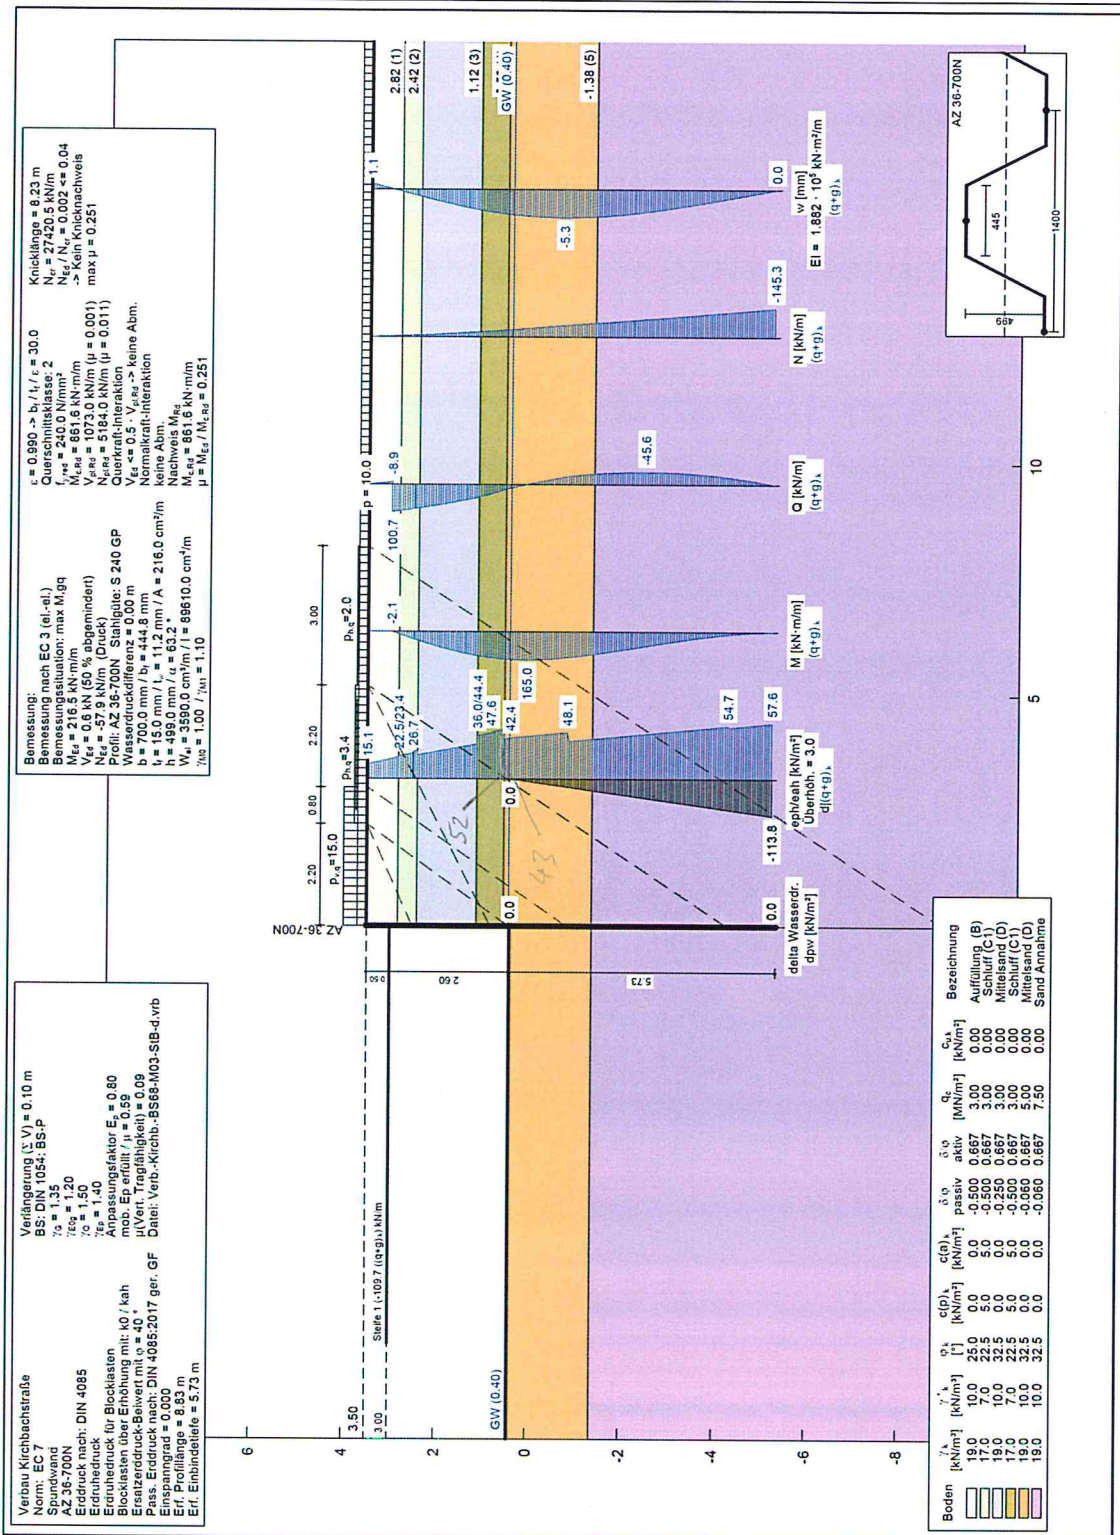 Verbau Kirchbachstraße
Norm: EC 7
Spundwand
AZ 36-700N
Erddruck nach: DIN 4085
Erdruhedruck
Erdruhedruck für Blocklasten
Blocklasten über Erhöhung mit: k0 / kah
Ersatzerddruck-Beiwert mit φ = 40 °
Pass. Erddruck nach: DIN 4085:2017 ger. GF
Einspanngrad = 0.000
Erf. Profillänge = 8.83 m
Erf. Einbindetiefe = 5.73 m
Verlängerung (Σ V) = 0.10 m
BS: DIN 1054: BS-P
γG = 1.35
γE0g = 1.20
γQ = 1.50
γEp = 1.40
Anpassungsfaktor Ep = 0.80
mob. Ep erfüllt / μ = 0.59
μ(Vert. Tragfähigkeit) = 0.09
Datei: Verb.-Kirchb.-BS68-M03-StB-d.vrb
Bemessung:
Bemessung nach EC 3 (el.-el.)
Bemessungssituation: max M,gq
MEd = 216.5 kN·m/m
VEd = 0.6 kN (50 % abgemindert)
NEd = -57.9 kN/m (Druck)
Profil: AZ 36-700N Stahlgüte: S 240 GP
Wasserdruckdifferenz = 0.00 m
b = 700.0 mm / bf = 444.8 mm
tf = 15.0 mm / tw = 11.2 mm / A = 216.0 cm²/m
h = 499.0 mm / α = 63.2 °
Wel = 3590.0 cm³/m / I = 89610.0 cm⁴/m
γM0 = 1.00 / γM1 = 1.10
ε = 0.990 -> bf / tf / ε = 30.0
Querschnittsklasse: 2
fy,red = 240.0 N/mm²
Mc,Rd = 861.6 kN·m/m
Vpl,Rd = 1073.0 kN/m (μ = 0.001)
Npl,Rd = 5184.0 kN/m (μ = 0.011)
Querkraft-Interaktion
VEd <= 0.5 · Vpl,Rd -> keine Abm.
Normalkraft-Interaktion
keine Abm.
Nachweis MRd
Mc,Rd = 861.6 kN·m/m
μ = MEd / Mc,Rd = 0.251
Knicklänge = 8.23 m
Ncr = 27420.5 kN/m
NEd / Ncr = 0.002 <= 0.04
-> Kein Knicknachweis
max μ = 0.251
2.20
0.80
2.20
3.00
pv,q=15.0
ph,q=3.4
ph,q=2.0
p = 10.0
AZ 36-700N
6
4
2
0
-2
-4
-6
-8
3.50
3.00
Steife 1 (-109.7 ((q+g)k) kN/m
GW (0.40)
0.50
2.60
5.73
0.0
0.0
delta Wasserdr.
dpw [kN/m²]
15.1
22.5/23.4
26.7
36.0/44.4
47.6
42.4
48.1
54.7
57.6
0.0
-113.8
52
43
eph/eah [kN/m²]
Überhöh. = 3.0
d|(q+g)k
-2.1
165.0
M [kN·m/m]
(q+g)k
100.7
-8.9
-45.6
Q [kN/m]
(q+g)k
-145.3
N [kN/m]
(q+g)k
1.1
-5.3
0.0
w [mm]
EI = 1.882 · 10⁵ kN·m²/m
(q+g)k
2.82 (1)
2.42 (2)
1.12 (3)
GW (0.40)
-1.38 (5)
5
10
AZ 36-700N
499
445
1400
Boden γk [kN/m³] γ'k [kN/m³] φk [°] c(p)k [kN/m²] c(a)k [kN/m²] δ/φ passiv δ/φ aktiv qc [MN/m²] cu,k [kN/m²] Bezeichnung
19.0 10.0 25.0 0.0 0.0 -0.500 0.667 3.00 0.00 Auffüllung (B)
17.0 7.0 22.5 5.0 5.0 -0.500 0.667 3.00 0.00 Schluff (C1)
19.0 10.0 32.5 0.0 0.0 -0.250 0.667 3.00 0.00 Mittelsand (D)
17.0 7.0 22.5 5.0 5.0 -0.500 0.667 3.00 0.00 Schluff (C1)
19.0 10.0 32.5 0.0 0.0 -0.060 0.667 5.00 0.00 Mittelsand (D)
19.0 10.0 32.5 0.0 0.0 -0.060 0.667 7.50 0.00 Sand Annahme